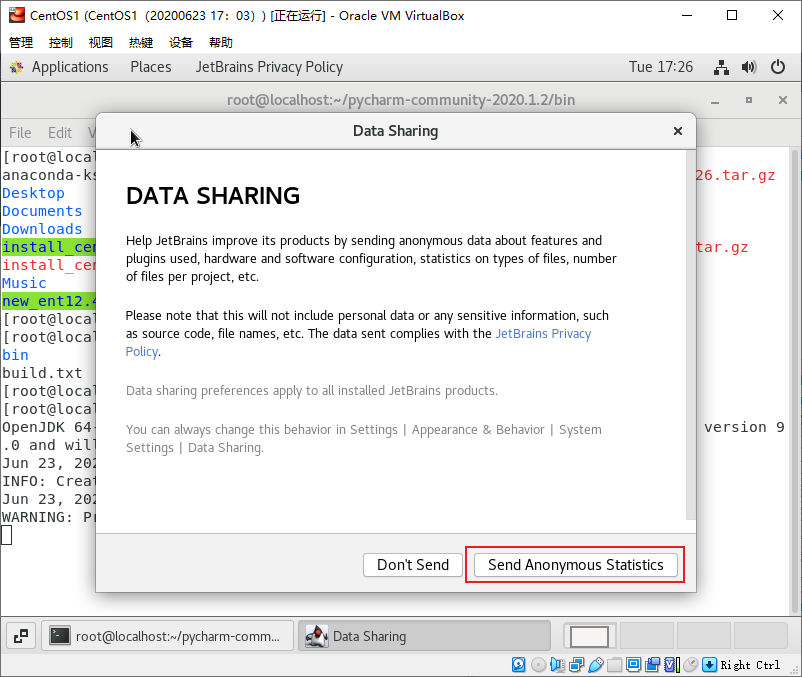 CentOS1 (CentOS1（20200623 17：03）) [正在运行] - Oracle VM VirtualBox
管理 控制 视图 热键 设备 帮助
Applications Places JetBrains Privacy Policy Tue 17:26
root@localhost:~/pycharm-community-2020.1.2/bin
File Edit V
Data Sharing
[root@local
anaconda-ks 26.tar.gz
Desktop
Documents
Downloads
install_cen tar.gz
install_cen
Music
new_ent12.4
[root@local
[root@local
bin
build.txt
[root@local
[root@local
OpenJDK 64- version 9
.0 and will
Jun 23, 202
INFO: Creat
Jun 23, 202
WARNING: Pr
DATA SHARING
Help JetBrains improve its products by sending anonymous data about features and
plugins used, hardware and software configuration, statistics on types of files, number
of files per project, etc.
Please note that this will not include personal data or any sensitive information, such
as source code, file names, etc. The data sent complies with the JetBrains Privacy
Policy.
Data sharing preferences apply to all installed JetBrains products.
You can always change this behavior in Settings | Appearance & Behavior | System
Settings | Data Sharing.
Don't Send Send Anonymous Statistics
root@localhost:~/pycharm-comm... Data Sharing
Right Ctrl